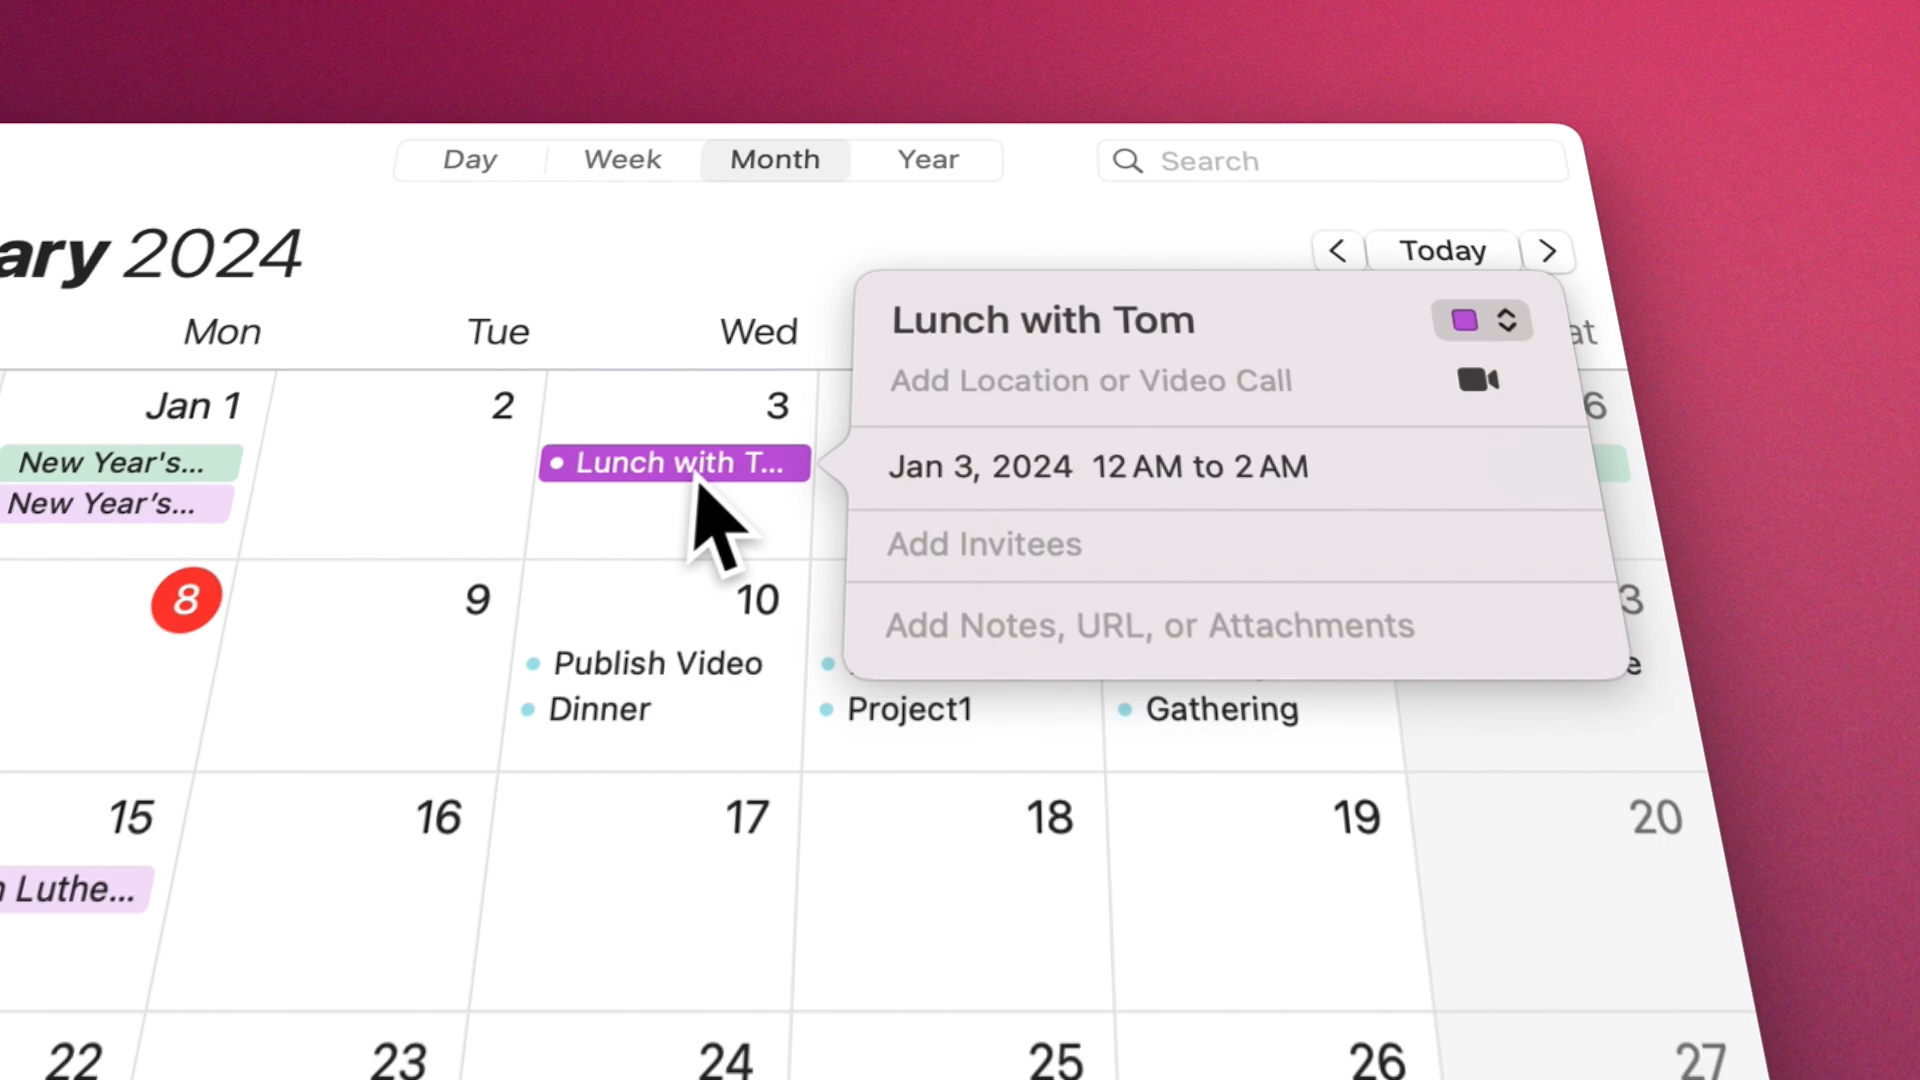 Day Week Month Year Search
ary 2024
< Today >
Mon Tue Wed at
Jan 1 2 3 6
New Year's...
New Year's...
Lunch with T...
Lunch with Tom
Add Location or Video Call
Jan 3, 2024 12 AM to 2 AM
Add Invitees
Add Notes, URL, or Attachments
8 9 10 3
Publish Video e
Dinner Project1 Gathering
15 16 17 18 19 20
n Luthe...
22 23 24 25 26 27